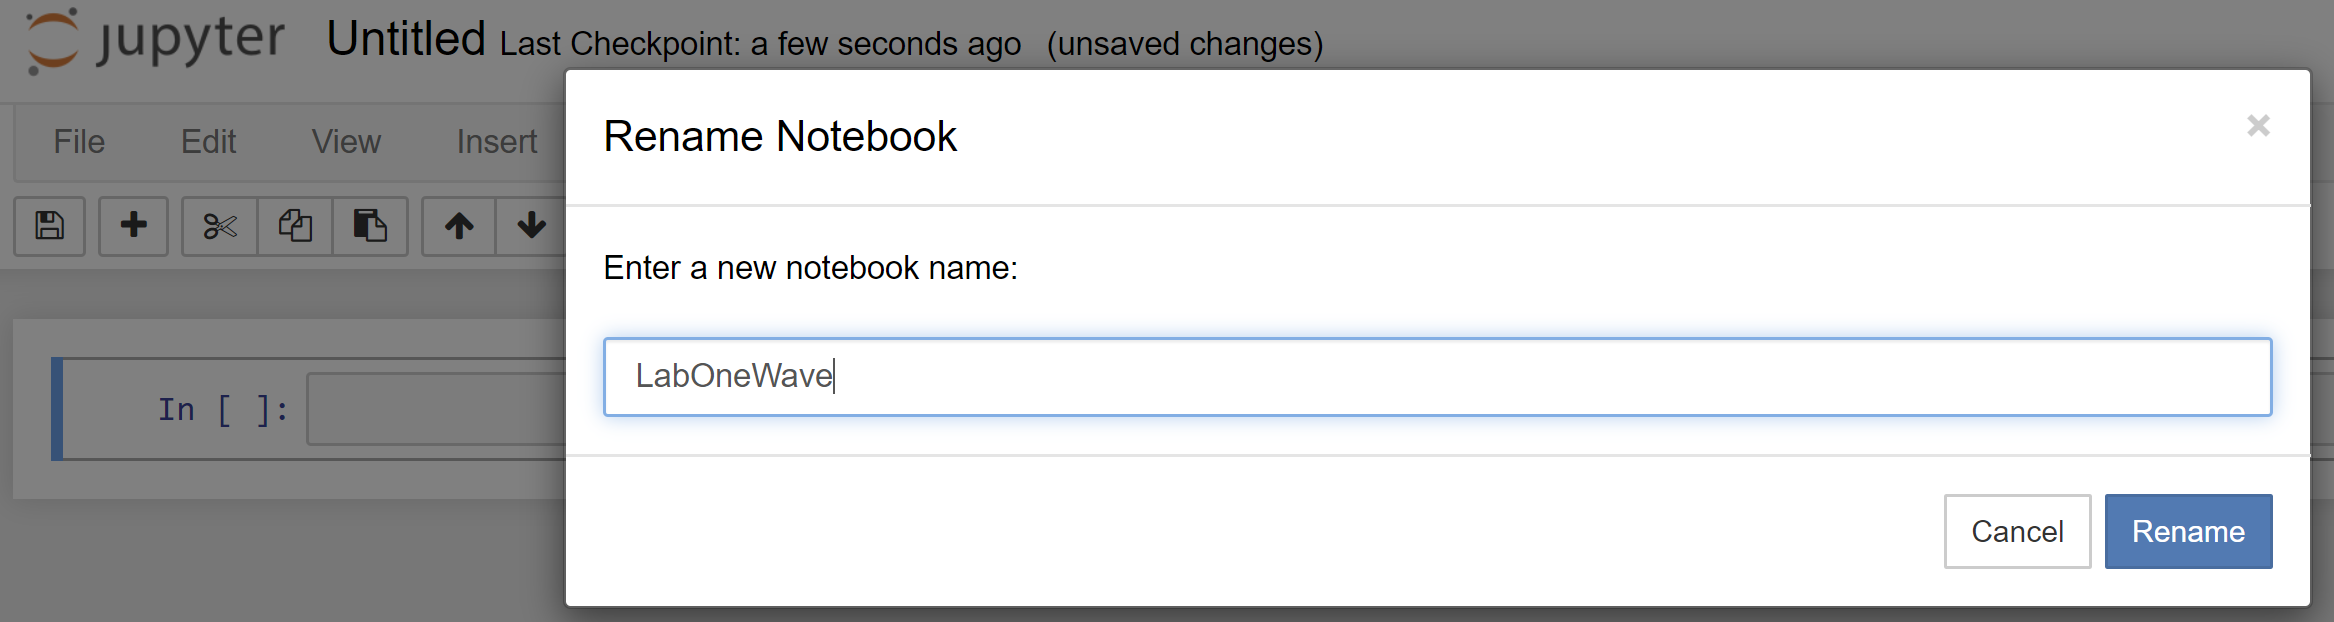 jupyter Untitled Last Checkpoint: a few seconds ago (unsaved changes)
File Edit View Insert
Rename Notebook ×
Enter a new notebook name:
LabOneWave
In [ ]:
Cancel Rename